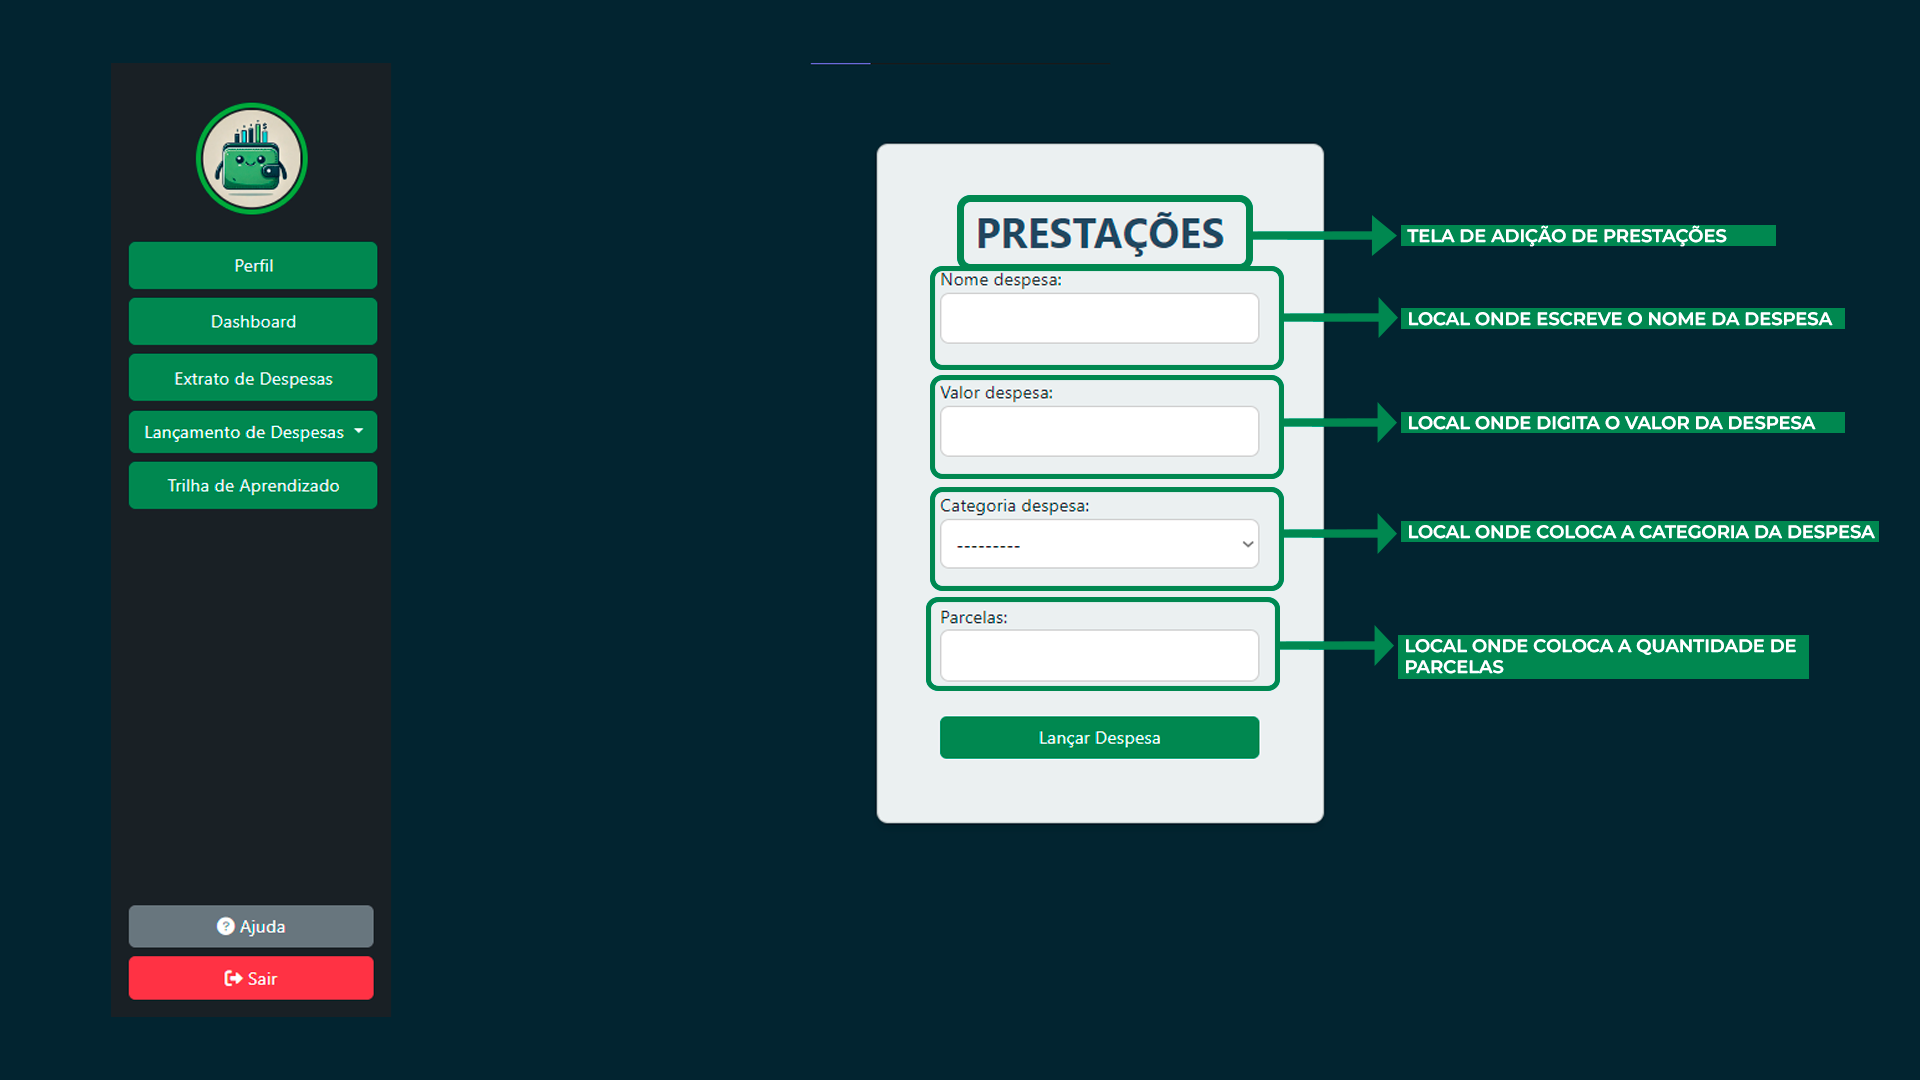 Perfil
Dashboard
Extrato de Despesas
Lançamento de Despesas
Trilha de Aprendizado
Ajuda
Sair
PRESTAÇÕES
Nome despesa:
Valor despesa:
Categoria despesa:
---------
Parcelas:
Lançar Despesa
TELA DE ADIÇÃO DE PRESTAÇÕES
LOCAL ONDE ESCREVE O NOME DA DESPESA
LOCAL ONDE DIGITA O VALOR DA DESPESA
LOCAL ONDE COLOCA A CATEGORIA DA DESPESA
LOCAL ONDE COLOCA A QUANTIDADE DE
PARCELAS